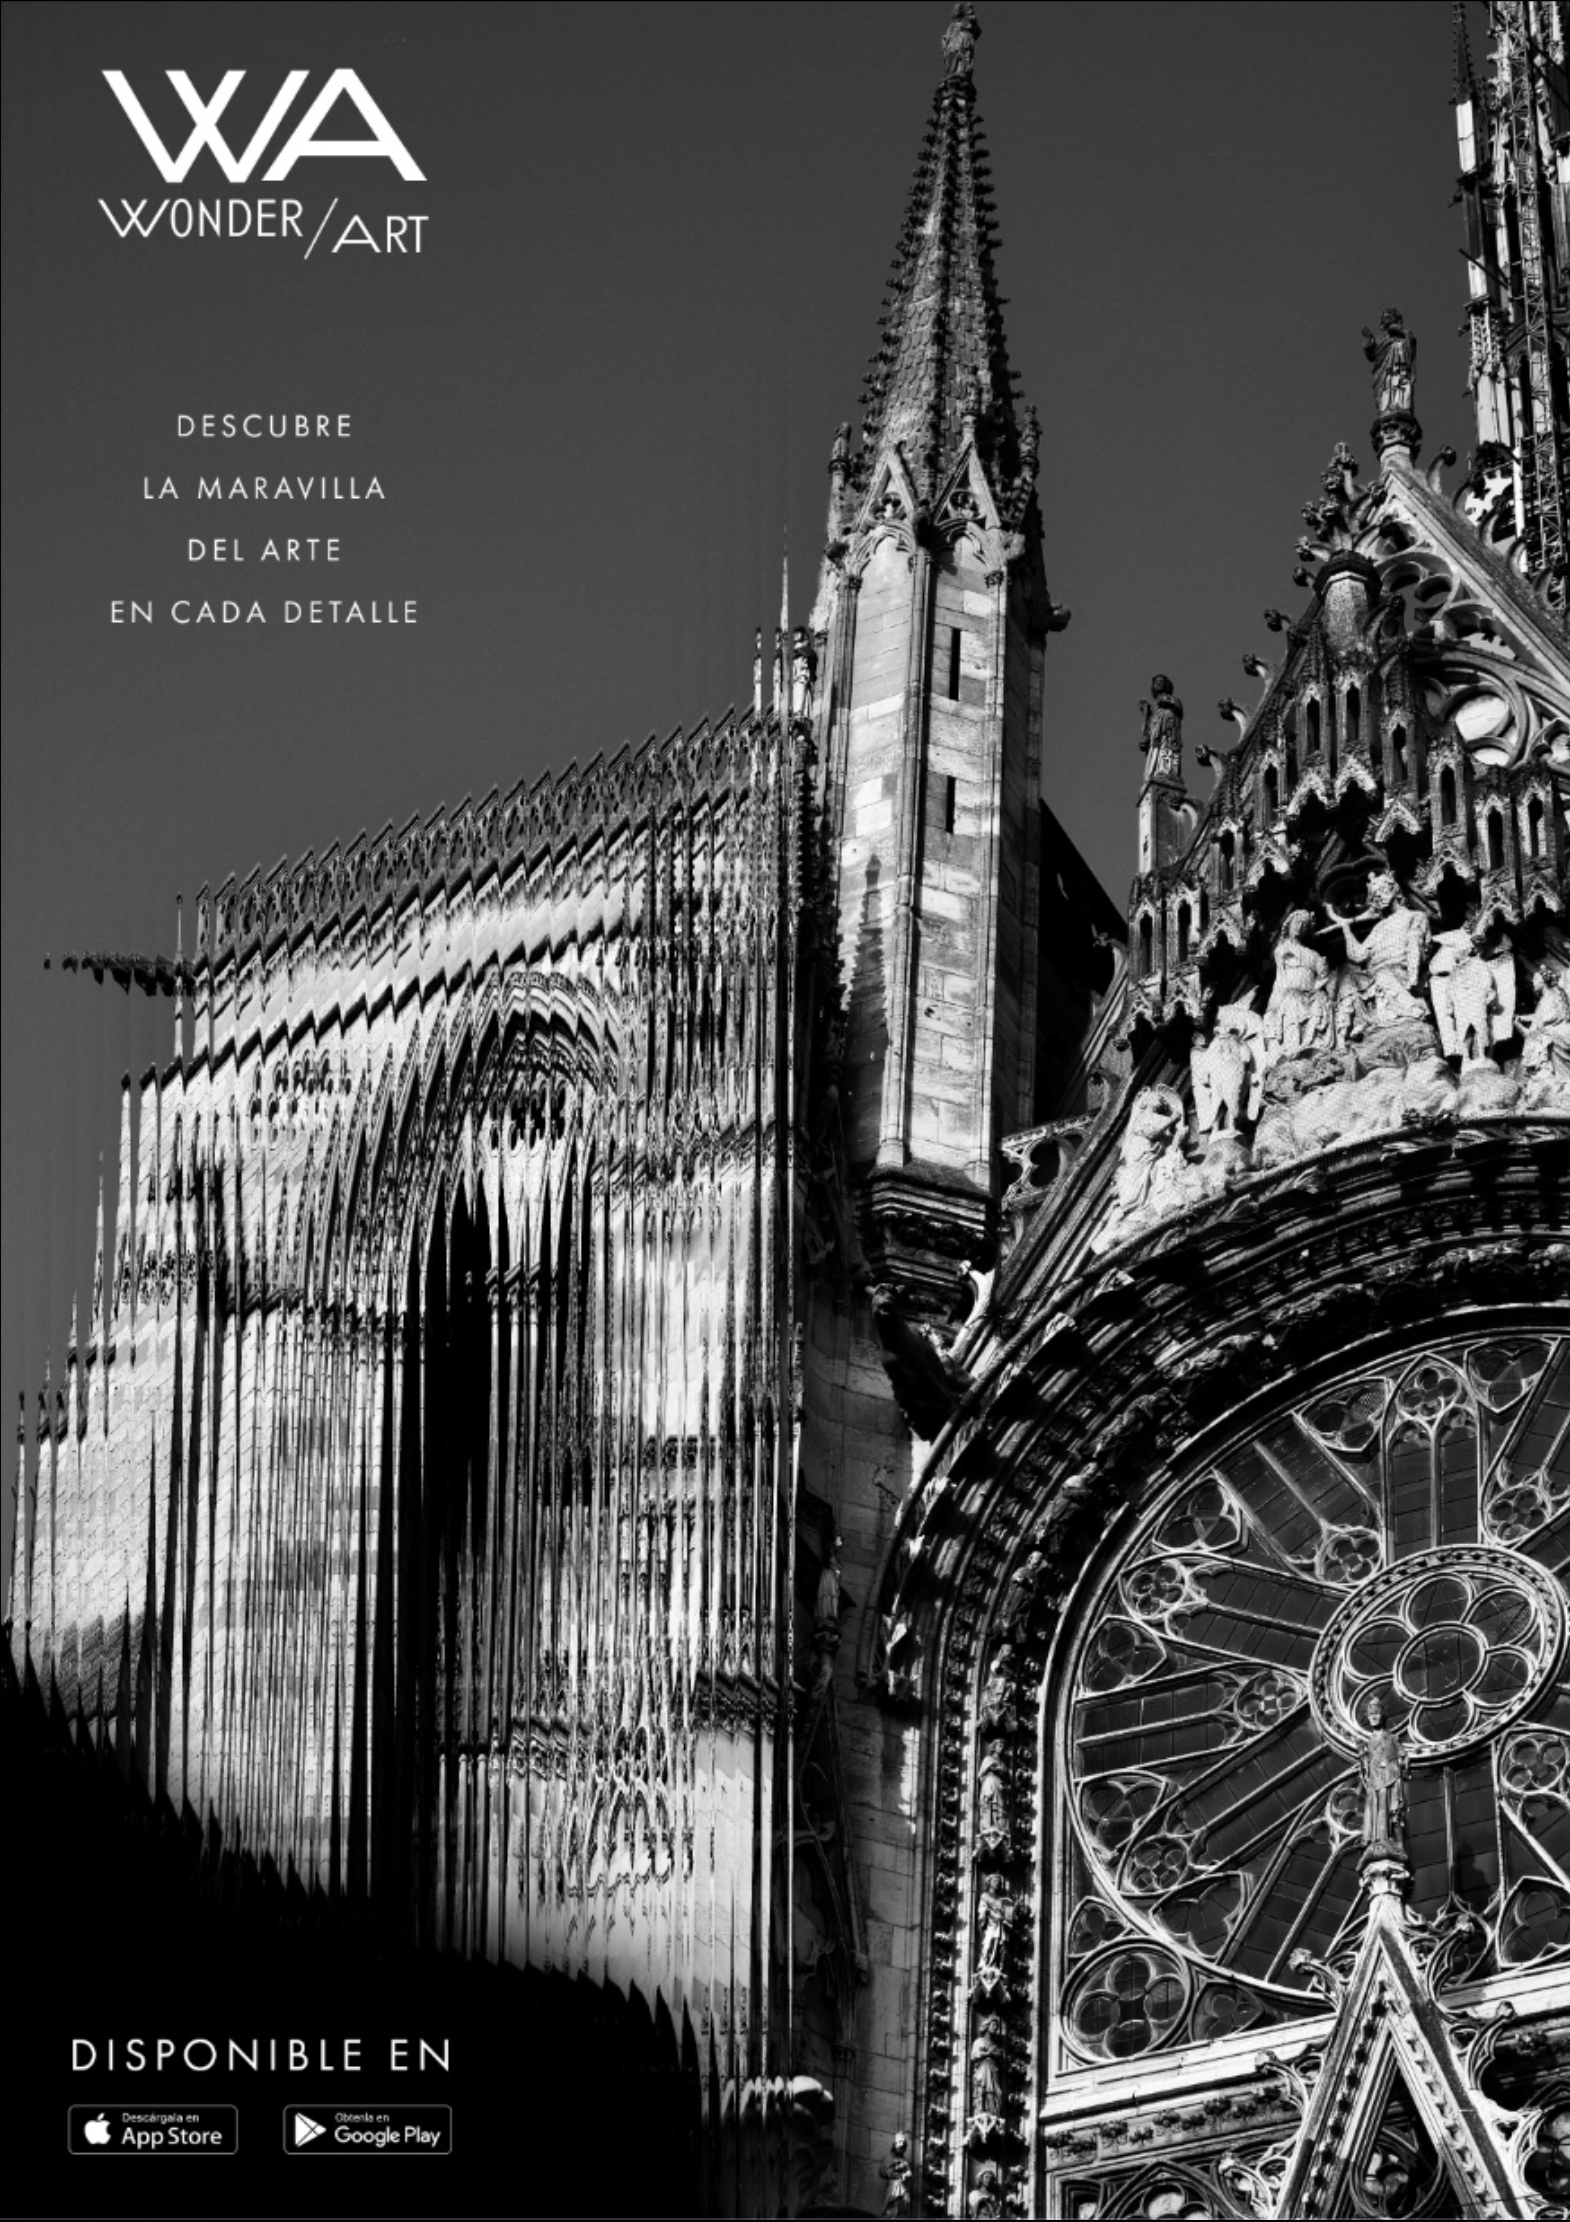 WA
WONDER/ART
DESCUBRE
LA MARAVILLA
DEL ARTE
EN CADA DETALLE
DISPONIBLE EN
Descárgala en
App Store
Obtenla en
Google Play